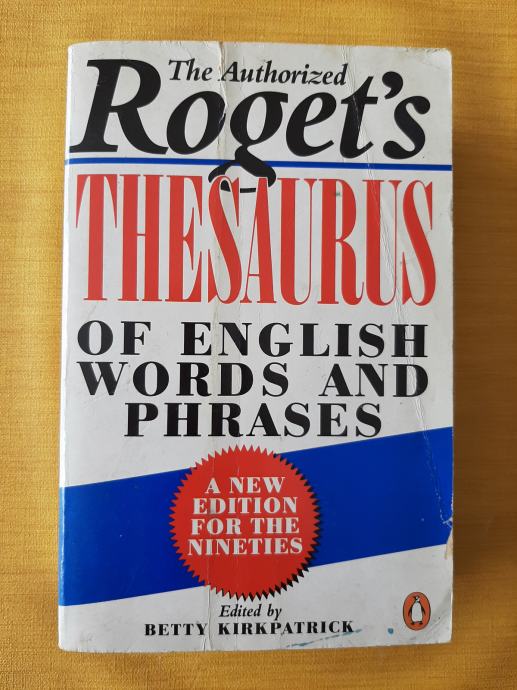 The Authorized
Roget's
THESAURUS
OF ENGLISH
WORDS AND
PHRASES
A NEW
EDITION
FOR THE
NINETIES
Edited by
BETTY KIRKPATRICK